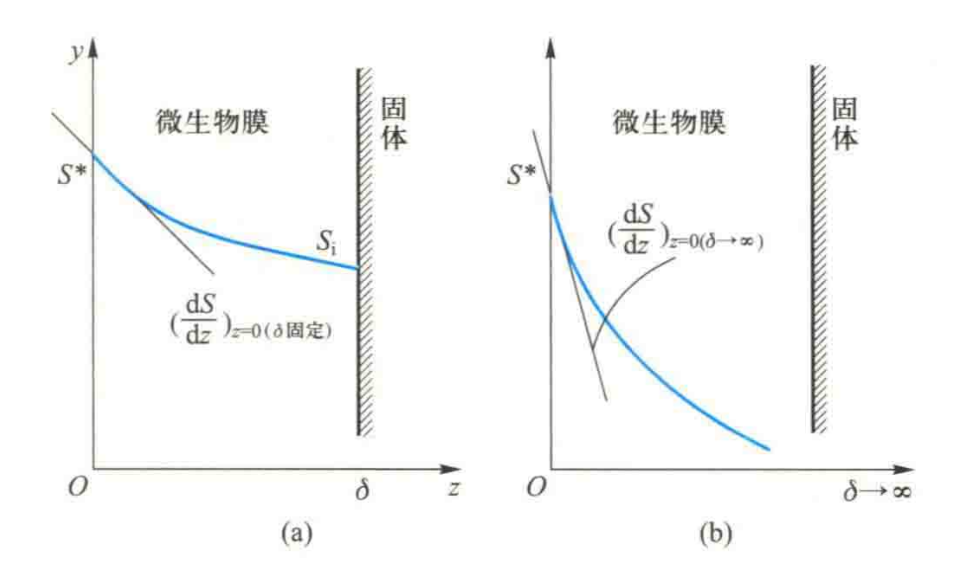 y
微生物膜
固体
S*
S_i
(dS/dz)_{z=0(δ固定)}
O
δ
z
(a)
微生物膜
固体
S*
(dS/dz)_{z=0(δ→∞)}
O
δ→∞
(b)